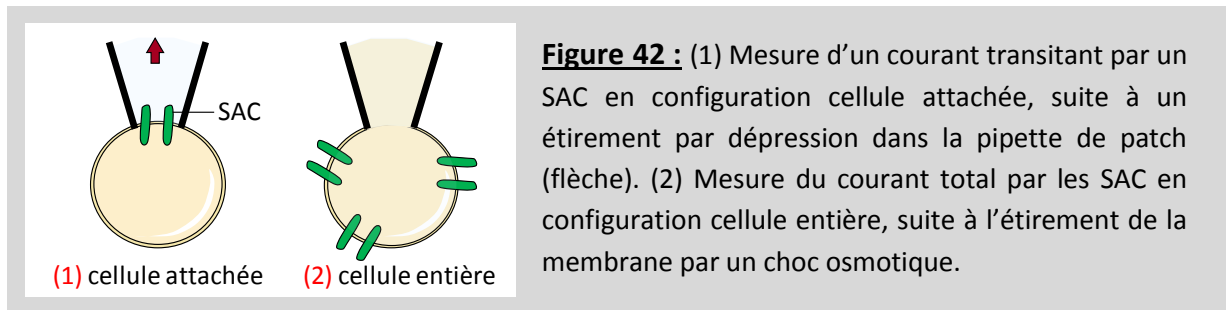 SAC
(1) cellule attachée
(2) cellule entière
Figure 42 : (1) Mesure d’un courant transitant par un
SAC en configuration cellule attachée, suite à un
étirement par dépression dans la pipette de patch
(flèche). (2) Mesure du courant total par les SAC en
configuration cellule entière, suite à l’étirement de la
membrane par un choc osmotique.